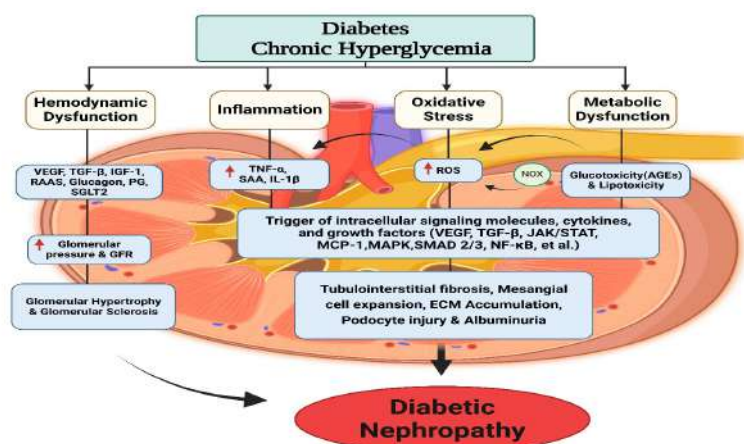 Diabetes
Chronic Hyperglycemia
Hemodynamic
Dysfunction
Inflammation
Oxidative
Stress
Metabolic
Dysfunction
VEGF, TGF-β, IGF-1,
RAAS, Glucagon, PG,
SGLT2
TNF-α,
SAA, IL-1β
ROS
NOX
Glucotoxicity(AGEs)
& Lipotoxicity
Trigger of intracellular signaling molecules, cytokines,
and growth factors (VEGF, TGF-β, JAK/STAT,
MCP-1,MAPK,SMAD 2/3, NF-κB, et al.)
Glomerular
pressure & GFR
Glomerular Hypertrothy
& Glomerular Sclerosis
Tubulointerstitial fibrosis, Mesangial
cell expansion, ECM Accumulation,
Podocyte injury & Albuminuria
Diabetic
Nephropathy